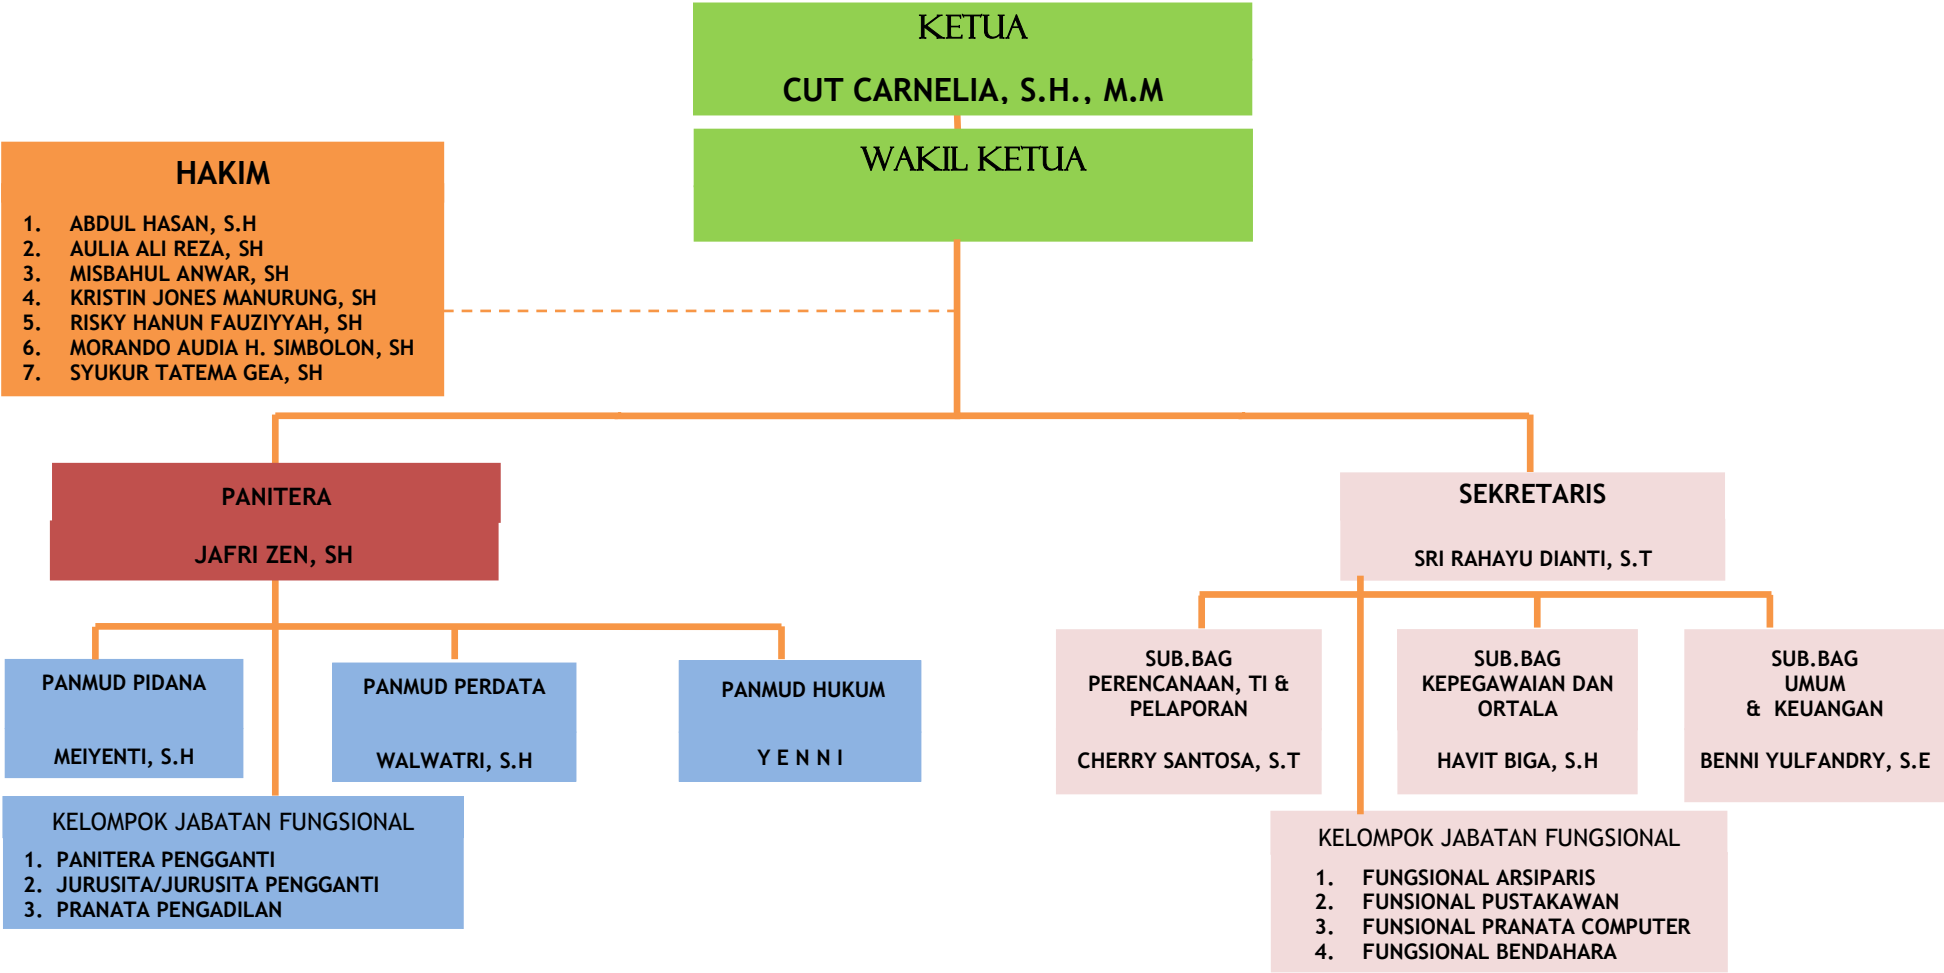 KETUA
CUT CARNELIA, S.H., M.M
WAKIL KETUA
HAKIM
1. ABDUL HASAN, S.H
2. AULIA ALI REZA, SH
3. MISBAHUL ANWAR, SH
4. KRISTIN JONES MANURUNG, SH
5. RISKY HANUN FAUZIYYAH, SH
6. MORANDO AUDIA H. SIMBOLON, SH
7. SYUKUR TATEMA GEA, SH
PANITERA
JAFRI ZEN, SH
SEKRETARIS
SRI RAHAYU DIANTI, S.T
PANMUD PIDANA
MEIYENTI, S.H
PANMUD PERDATA
WALWATRI, S.H
PANMUD HUKUM
Y E N N I
SUB.BAG
PERENCANAAN, TI &
PELAPORAN
CHERRY SANTOSA, S.T
SUB.BAG
KEPEGAWAIAN DAN
ORTALA
HAVIT BIGA, S.H
SUB.BAG
UMUM
& KEUANGAN
BENNI YULFANDRY, S.E
KELOMPOK JABATAN FUNGSIONAL
1. PANITERA PENGGANTI
2. JURUSITA/JURUSITA PENGGANTI
3. PRANATA PENGADILAN
KELOMPOK JABATAN FUNGSIONAL
1. FUNGSIONAL ARSIPARIS
2. FUNSIONAL PUSTAKAWAN
3. FUNSIONAL PRANATA COMPUTER
4. FUNGSIONAL BENDAHARA